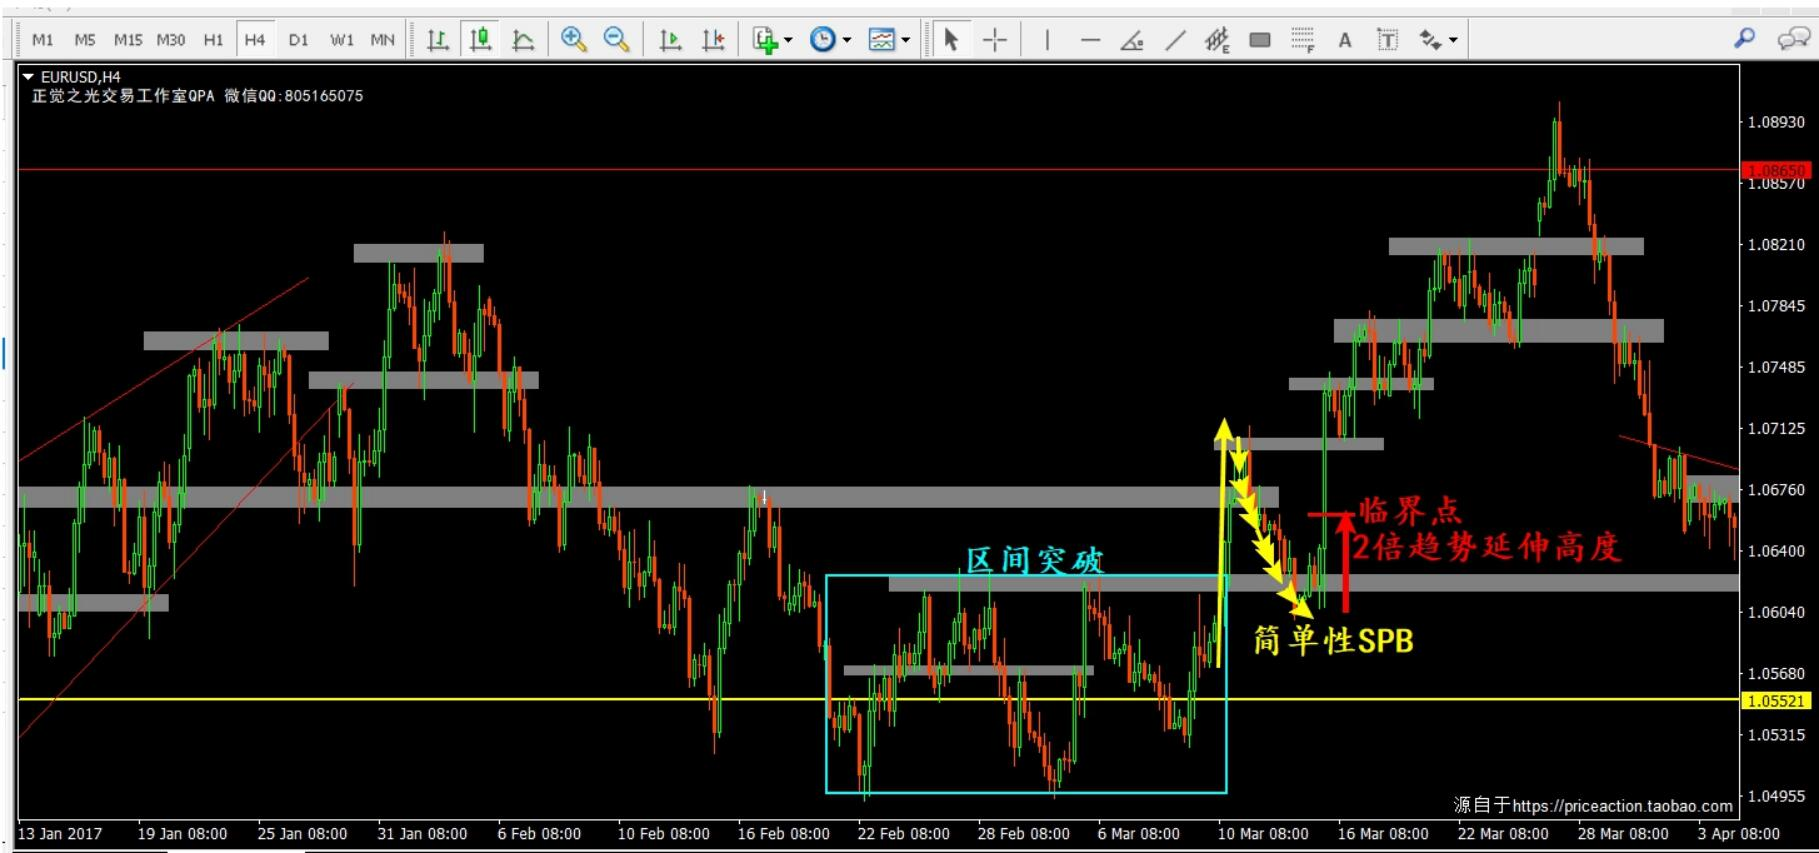 M1 M5 M15 M30 H1 H4 D1 W1 MN
E F A T
EURUSD,H4
正觉之光交易工作室QPA 微信QQ:805165075
1.08930
1.08650
1.08570
1.08210
1.07845
1.07485
1.07125
1.06760
临界点
2倍趋势延伸高度
1.06400
区间突破
1.06040
简单性SPB
1.05680
1.05521
1.05315
1.04955
源自于https://priceaction.taobao.com
13 Jan 2017 19 Jan 08:00 25 Jan 08:00 31 Jan 08:00 6 Feb 08:00 10 Feb 08:00 16 Feb 08:00 22 Feb 08:00 28 Feb 08:00 6 Mar 08:00 10 Mar 08:00 16 Mar 08:00 22 Mar 08:00 28 Mar 08:00 3 Apr 08:00